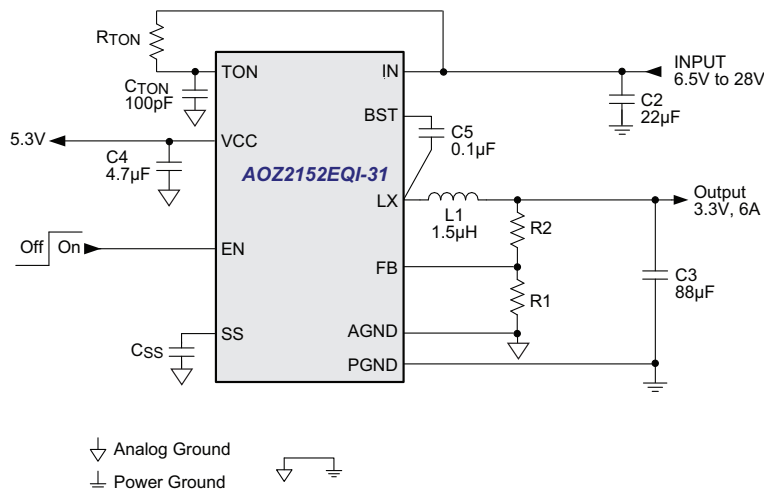 RTON
TON
CTON
100pF
IN
INPUT
6.5V to 28V
C2
22µF
BST
C5
0.1µF
5.3V
VCC
C4
4.7µF
AOZ2152EQI-31
LX
L1
1.5µH
Output
3.3V, 6A
R2
Off On
EN
FB
R1
C3
88µF
SS
CSS
AGND
PGND
Analog Ground
Power Ground